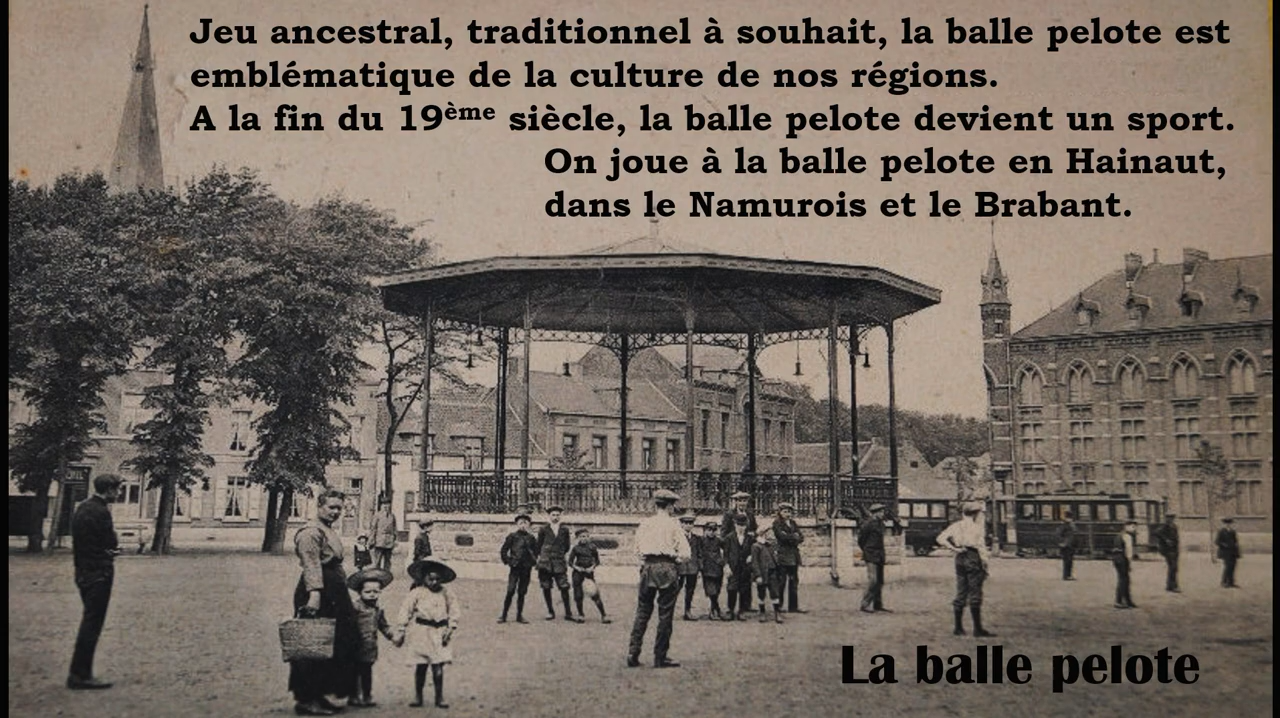 Jeu ancestral, traditionnel à souhait, la balle pelote est
emblématique de la culture de nos régions.
A la fin du 19ème siècle, la balle pelote devient un sport.
On joue à la balle pelote en Hainaut,
dans le Namurois et le Brabant.
La balle pelote